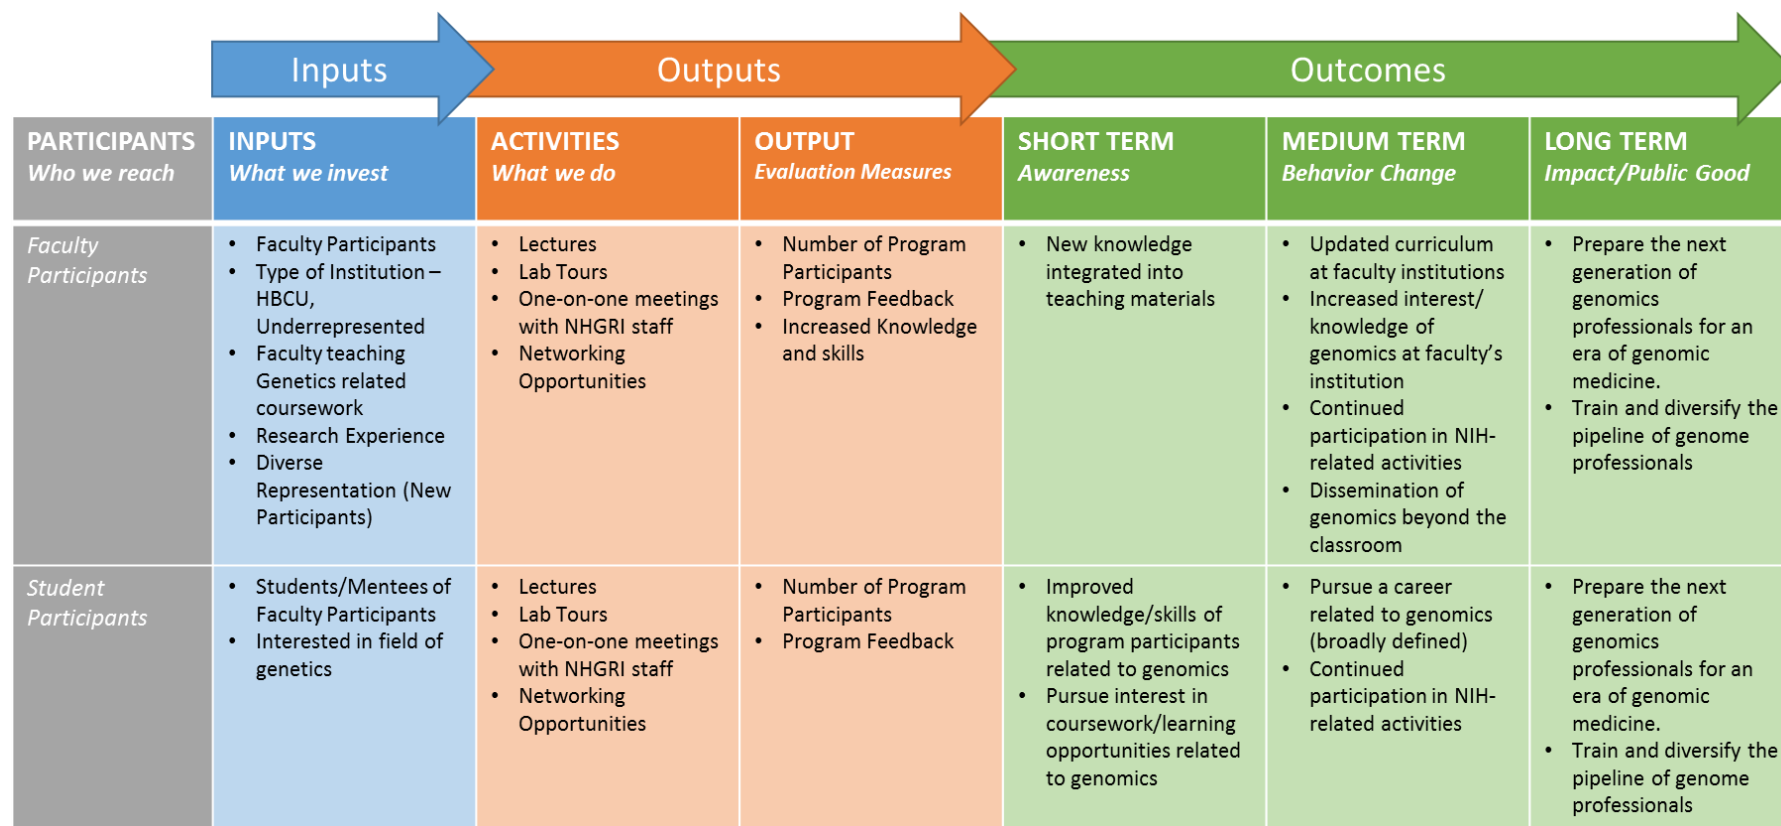 Inputs
Outputs
Outcomes
PARTICIPANTS
Who we reach
INPUTS
What we invest
ACTIVITIES
What we do
OUTPUT
Evaluation Measures
SHORT TERM
Awareness
MEDIUM TERM
Behavior Change
LONG TERM
Impact/Public Good
Faculty
Participants
• Faculty Participants
• Type of Institution –
HBCU,
Underrepresented
• Faculty teaching
Genetics related
coursework
• Research Experience
• Diverse
Representation (New
Participants)
• Lectures
• Lab Tours
• One-on-one meetings
with NHGRI staff
• Networking
Opportunities
• Number of Program
Participants
• Program Feedback
• Increased Knowledge
and skills
• New knowledge
integrated into
teaching materials
• Updated curriculum
at faculty institutions
• Increased interest/
knowledge of
genomics at faculty’s
institution
• Continued
participation in NIH-
related activities
• Dissemination of
genomics beyond the
classroom
• Prepare the next
generation of
genomics
professionals for an
era of genomic
medicine.
• Train and diversify the
pipeline of genome
professionals
Student
Participants
• Students/Mentees of
Faculty Participants
• Interested in field of
genetics
• Lectures
• Lab Tours
• One-on-one meetings
with NHGRI staff
• Networking
Opportunities
• Number of Program
Participants
• Program Feedback
• Improved
knowledge/skills of
program participants
related to genomics
• Pursue interest in
coursework/learning
opportunities related
to genomics
• Pursue a career
related to genomics
(broadly defined)
• Continued
participation in NIH-
related activities
• Prepare the next
generation of
genomics
professionals for an
era of genomic
medicine.
• Train and diversify the
pipeline of genome
professionals